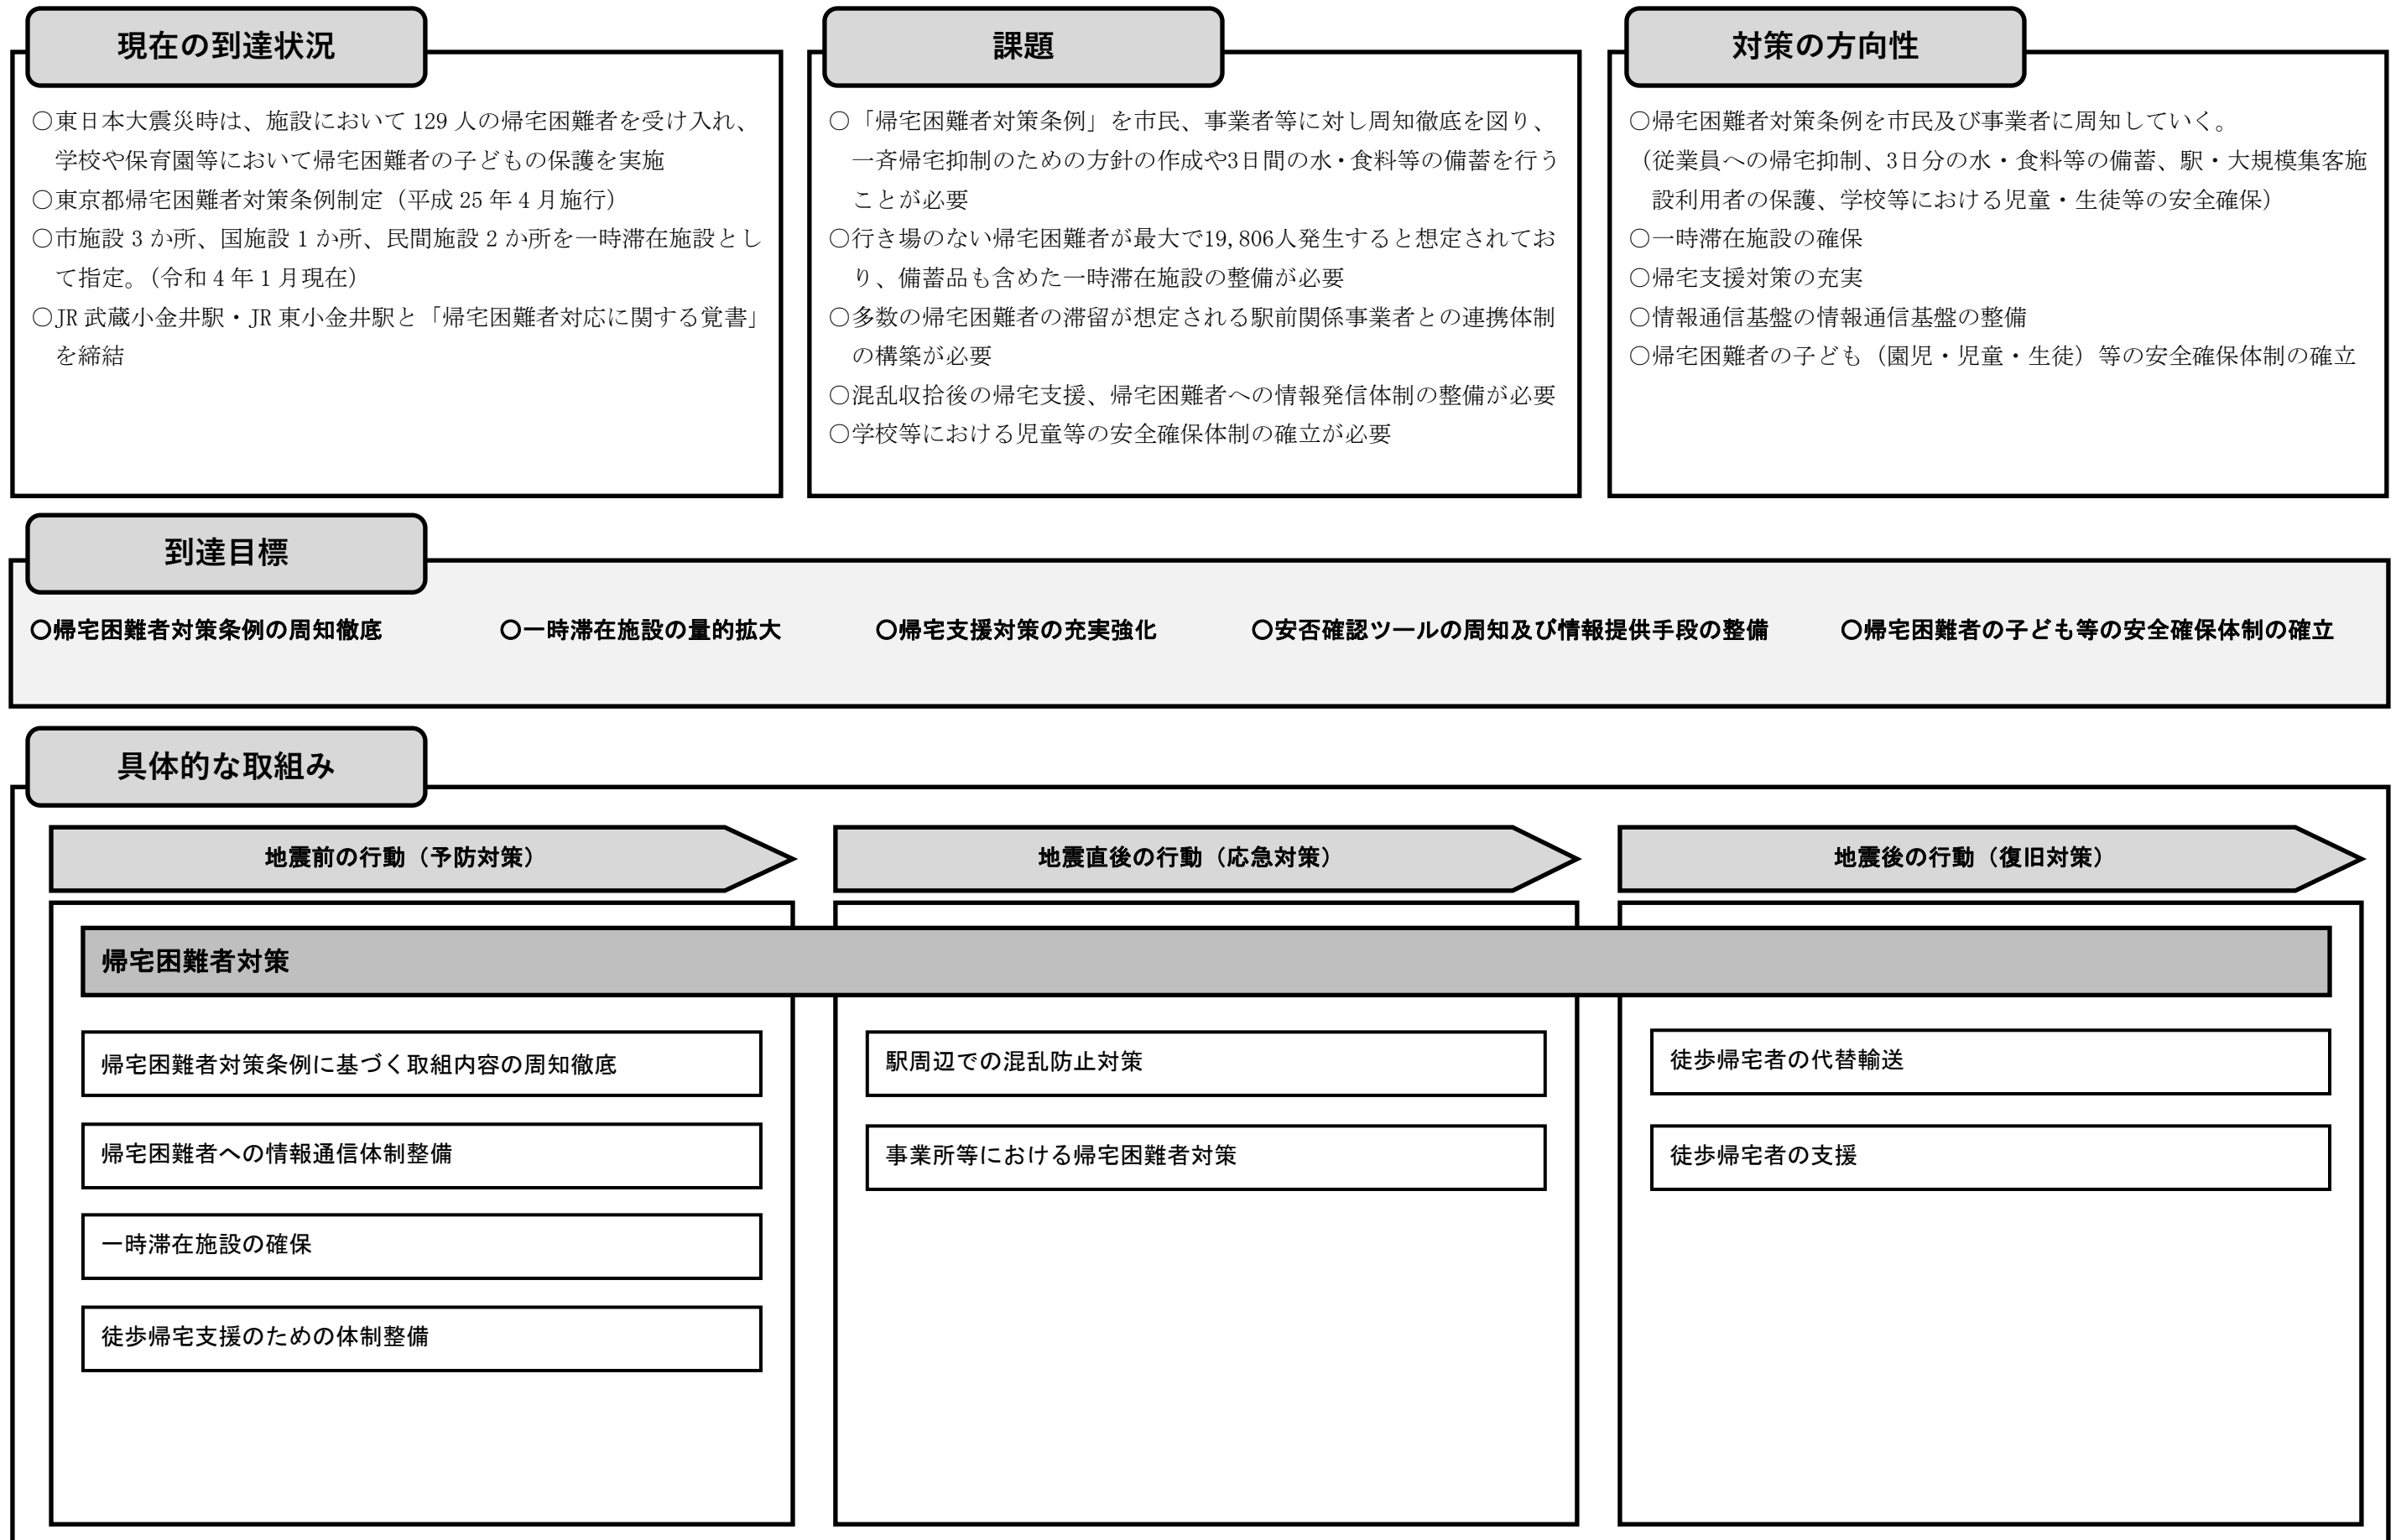 現在の到達状況
○東日本大震災時は、施設において 129 人の帰宅困難者を受け入れ、
学校や保育園等において帰宅困難者の子どもの保護を実施
○東京都帰宅困難者対策条例制定（平成 25 年 4 月施行）
○市施設 3 か所、国施設 1 か所、民間施設 2 か所を一時滞在施設とし
て指定。（令和 4 年 1 月現在）
○JR 武蔵小金井駅・JR 東小金井駅と「帰宅困難者対応に関する覚書」
を締結
課題
○「帰宅困難者対策条例」を市民、事業者等に対し周知徹底を図り、
一斉帰宅抑制のための方針の作成や3日間の水・食料等の備蓄を行う
ことが必要
○行き場のない帰宅困難者が最大で19,806人発生すると想定されてお
り、備蓄品も含めた一時滞在施設の整備が必要
○多数の帰宅困難者の滞留が想定される駅前関係事業者との連携体制
の構築が必要
○混乱収拾後の帰宅支援、帰宅困難者への情報発信体制の整備が必要
○学校等における児童等の安全確保体制の確立が必要
対策の方向性
○帰宅困難者対策条例を市民及び事業者に周知していく。
（従業員への帰宅抑制、3日分の水・食料等の備蓄、駅・大規模集客施
設利用者の保護、学校等における児童・生徒等の安全確保）
○一時滞在施設の確保
○帰宅支援対策の充実
○情報通信基盤の情報通信基盤の整備
○帰宅困難者の子ども（園児・児童・生徒）等の安全確保体制の確立
到達目標
○帰宅困難者対策条例の周知徹底
○一時滞在施設の量的拡大
○帰宅支援対策の充実強化
○安否確認ツールの周知及び情報提供手段の整備
○帰宅困難者の子ども等の安全確保体制の確立
具体的な取組み
地震前の行動（予防対策）
地震直後の行動（応急対策）
地震後の行動（復旧対策）
帰宅困難者対策
帰宅困難者対策条例に基づく取組内容の周知徹底
帰宅困難者への情報通信体制整備
一時滞在施設の確保
徒歩帰宅支援のための体制整備
駅周辺での混乱防止対策
事業所等における帰宅困難者対策
徒歩帰宅者の代替輸送
徒歩帰宅者の支援